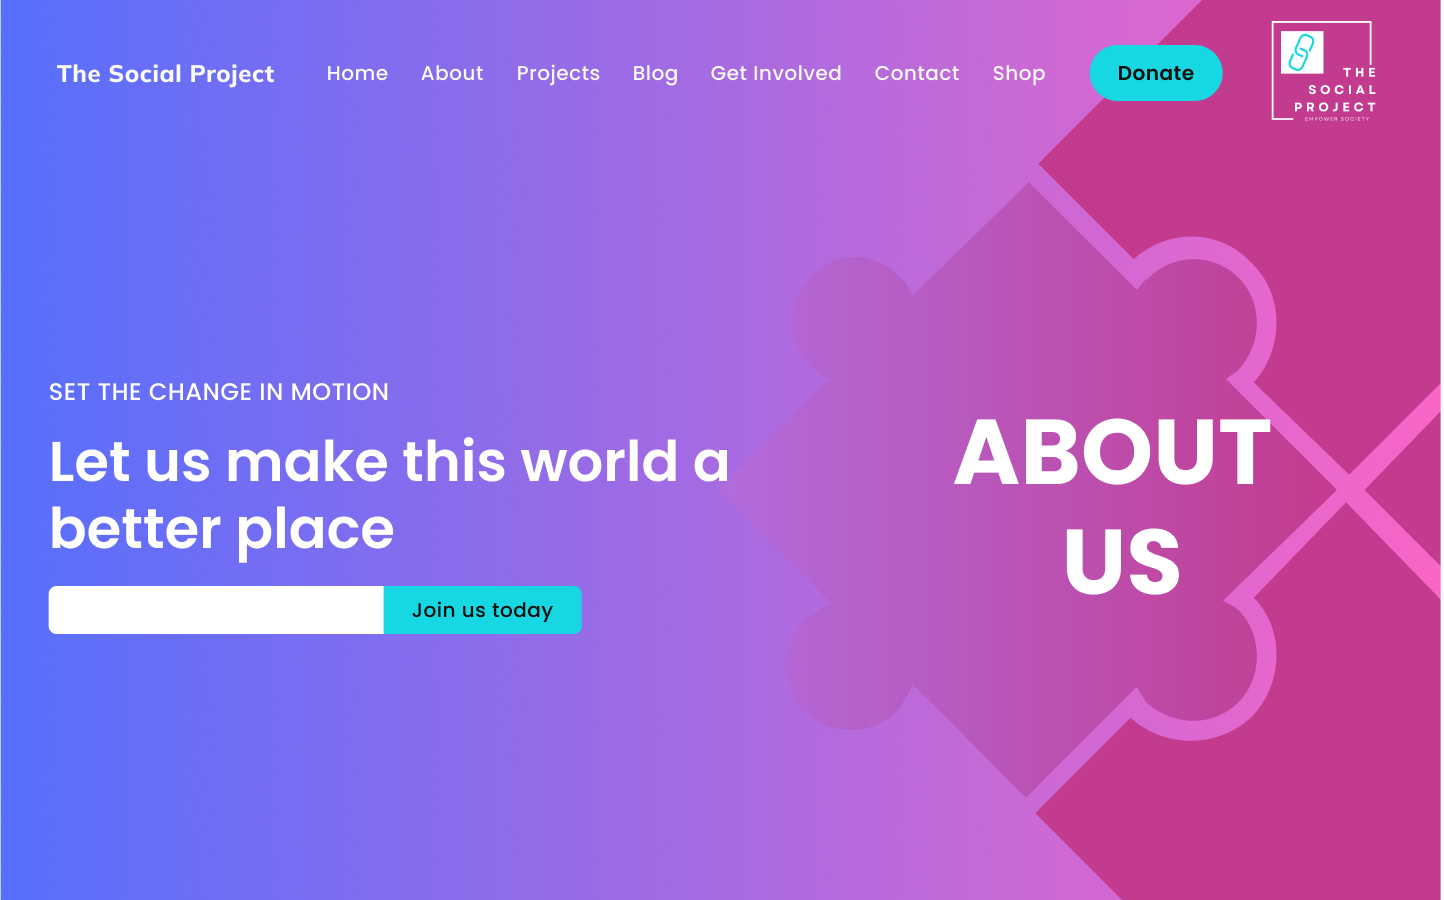 The Social Project
Home About Projects Blog Get Involved Contact Shop
Donate
THE
SOCIAL
PROJECT
EMPOWER SOCIETY
SET THE CHANGE IN MOTION
Let us make this world a
better place
Join us today
ABOUT
US